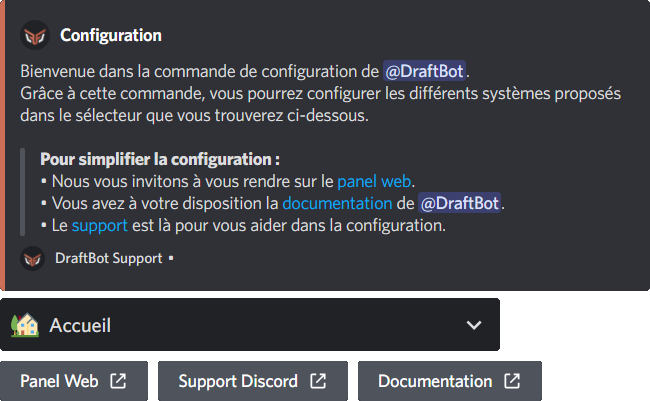 Configuration
Bienvenue dans la commande de configuration de @DraftBot.
Grâce à cette commande, vous pourrez configurer les différents systèmes proposés
dans le sélecteur que vous trouverez ci-dessous.
Pour simplifier la configuration :
• Nous vous invitons à vous rendre sur le panel web.
• Vous avez à votre disposition la documentation de @DraftBot.
• Le support est là pour vous aider dans la configuration.
DraftBot Support •
Accueil
Panel Web
Support Discord
Documentation